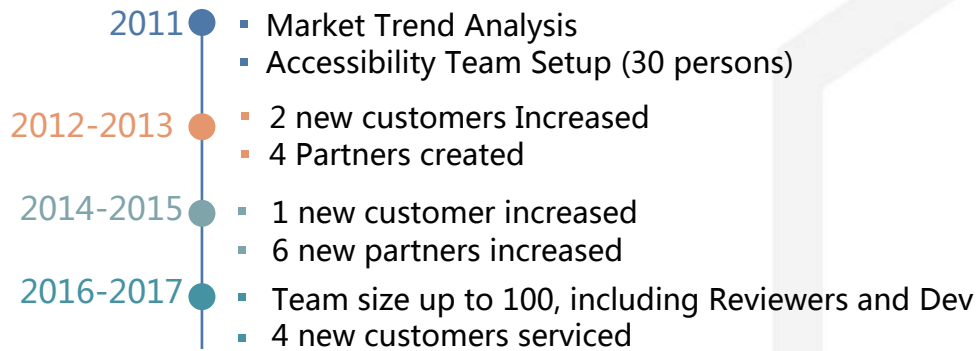 2011
▪ Market Trend Analysis
▪ Accessibility Team Setup (30 persons)
2012-2013
▪ 2 new customers Increased
▪ 4 Partners created
2014-2015
▪ 1 new customer increased
▪ 6 new partners increased
2016-2017
▪ Team size up to 100, including Reviewers and Dev
▪ 4 new customers serviced